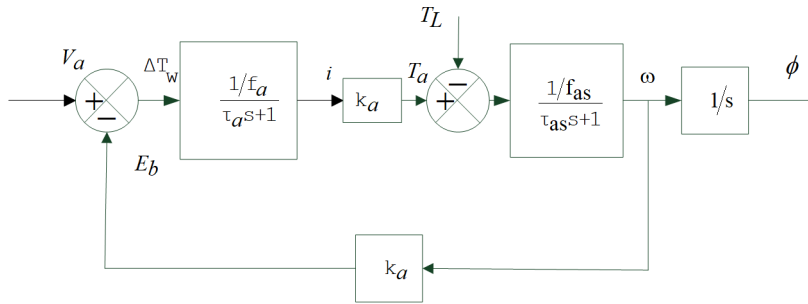 T_L
V_a
ΔT_W
1/f_a
τ_a s+1
i
k_a
T_a
1/f_as
τ_as s+1
ω
1/s
ϕ
+
−
−
+
E_b
k_a